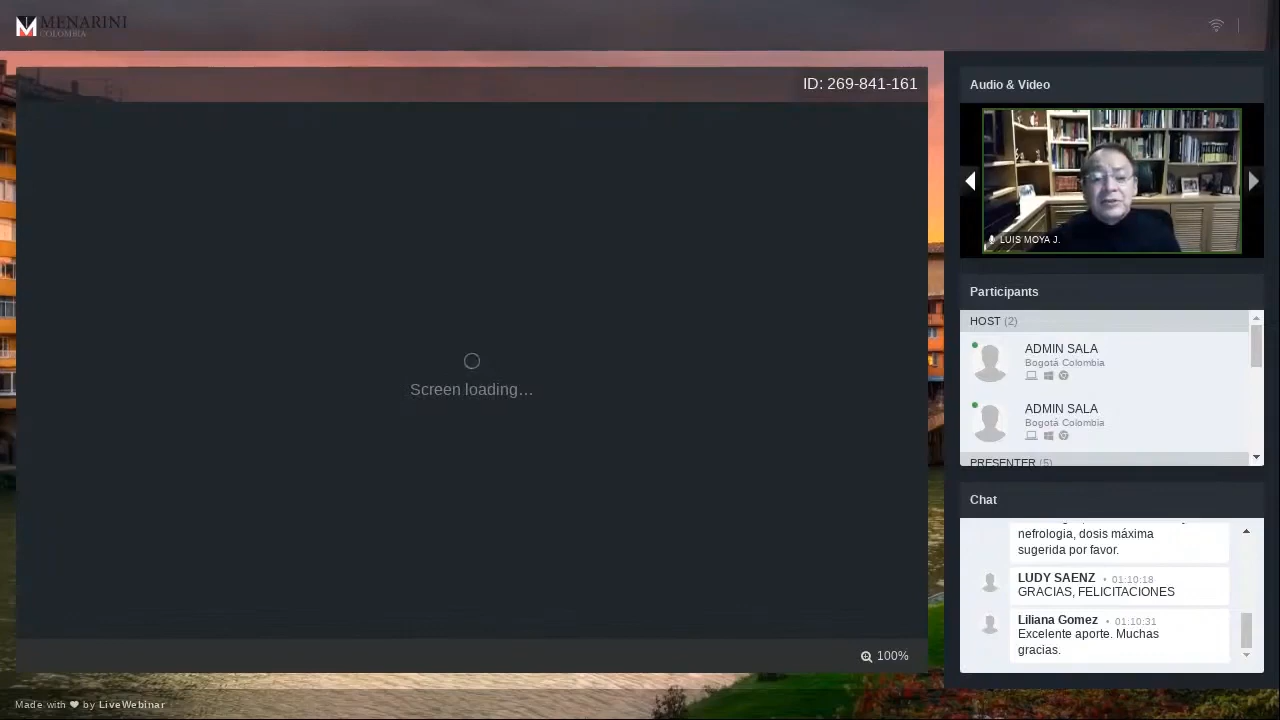 MENARINI
COLOMBIA
ID: 269-841-161
Screen loading...
100%
Made with ❤ by LiveWebinar
Audio & Video
LUIS MOYA J.
Participants
HOST (2)
ADMIN SALA
Bogotá Colombia
ADMIN SALA
Bogotá Colombia
PRESENTER (5)
Chat
nefrologia, dosis máxima
sugerida por favor.
LUDY SAENZ • 01:10:18
GRACIAS, FELICITACIONES
Liliana Gomez • 01:10:31
Excelente aporte. Muchas
gracias.